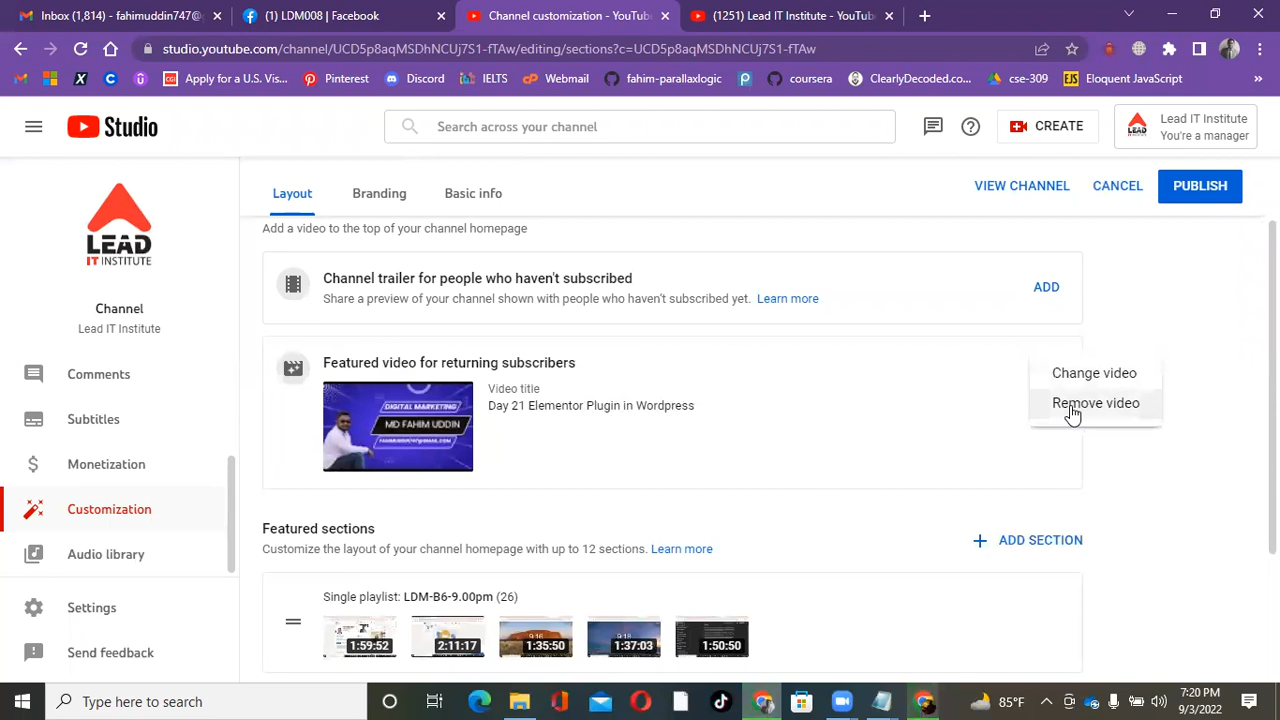 Inbox (1,814) - fahimuddin747@
(1) LDM008 | Facebook
Channel customization - YouTube
(1251) Lead IT Institute - YouTube
studio.youtube.com/channel/UCD5p8aqMSDhNCUj7S1-fTAw/editing/sections?c=UCD5p8aqMSDhNCUj7S1-fTAw
Apply for a U.S. Vis...
Pinterest
Discord
IELTS
Webmail
fahim-parallaxlogic
coursera
ClearlyDecoded.co...
cse-309
EJS Eloquent JavaScript
Studio
Search across your channel
CREATE
Lead IT Institute
You're a manager
LEAD
IT INSTITUTE
Channel
Lead IT Institute
Comments
Subtitles
Monetization
Customization
Audio library
Settings
Send feedback
Layout
Branding
Basic info
VIEW CHANNEL
CANCEL
PUBLISH
Add a video to the top of your channel homepage
Channel trailer for people who haven't subscribed
Share a preview of your channel shown with people who haven't subscribed yet. Learn more
ADD
Featured video for returning subscribers
DIGITAL MARKETING
MD FAHIM UDDIN
Video title
Day 21 Elementor Plugin in Wordpress
Change video
Remove video
Featured sections
Customize the layout of your channel homepage with up to 12 sections. Learn more
ADD SECTION
Single playlist: LDM-B6-9.00pm (26)
1:59:52
2:11:17
1:35:50
1:37:03
1:50:50
Type here to search
85°F
7:20 PM
9/3/2022